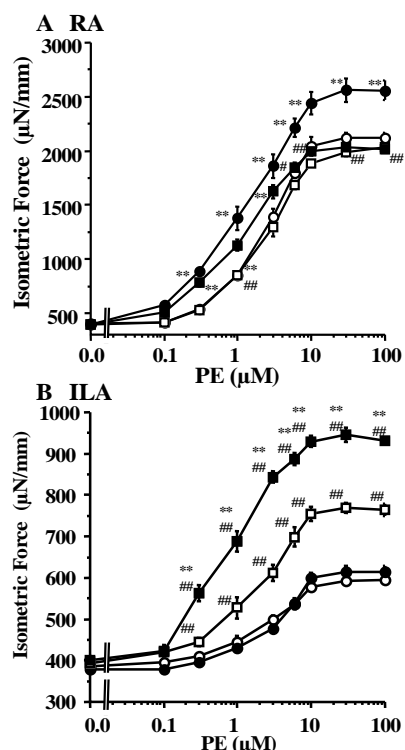 A RA
3000
2500
2000
1500
1000
500
Isometric Force (µN/mm)
** ** **
**
** ## # ## ##
** **
** ** **
##
0.0 0.1 1 10 100
PE (µM)
B ILA
1000
900
800
700
600
500
400
300
Isometric Force (µN/mm)
** ** **
** ## ## ##
** ##
##
** ## ## ##
## ##
** ##
## ##
##
0.0 0.1 1 10 100
PE (µM)